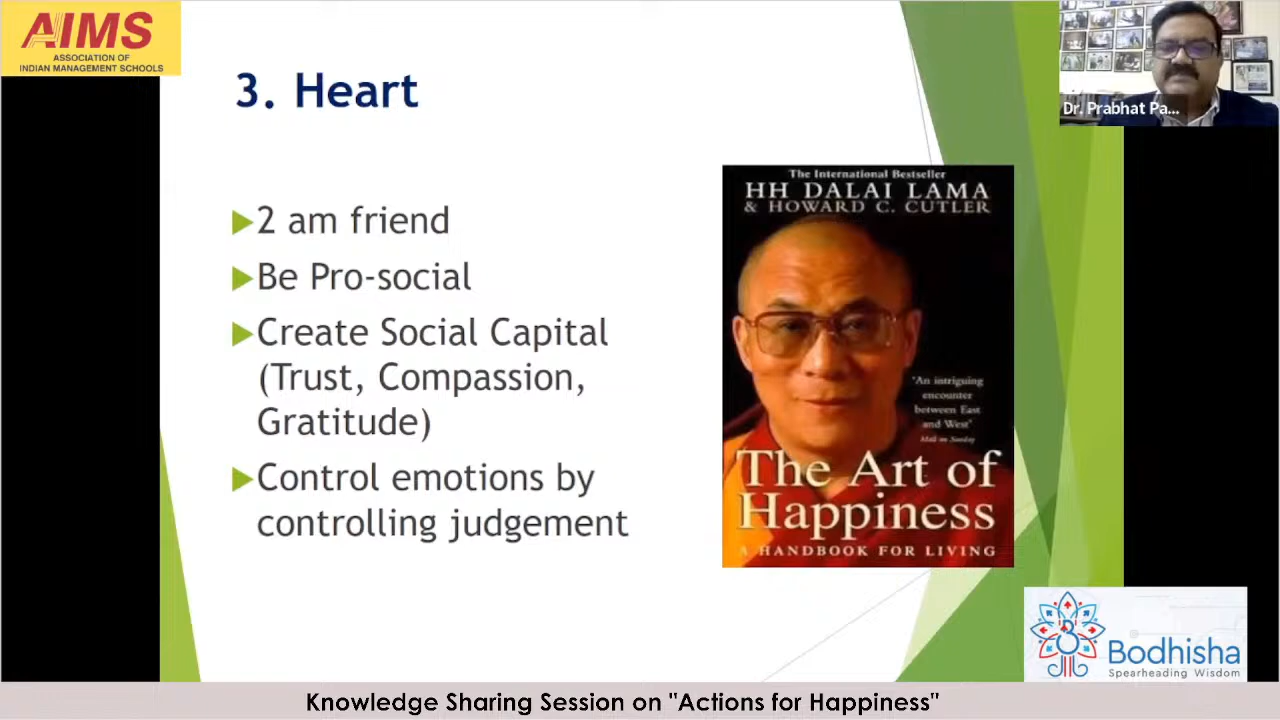 AIMS
ASSOCIATION OF
INDIAN MANAGEMENT SCHOOLS
3. Heart
Dr. Prabhat Pa...
2 am friend
Be Pro-social
Create Social Capital
(Trust, Compassion,
Gratitude)
Control emotions by
controlling judgement
The International Bestseller
HH DALAI LAMA
& HOWARD C. CUTLER
"An intriguing
encounter
between East
and West"
Mail on Sunday
The Art of
Happiness
A HANDBOOK FOR LIVING
Bodhisha
Spearheading Wisdom
Knowledge Sharing Session on "Actions for Happiness"